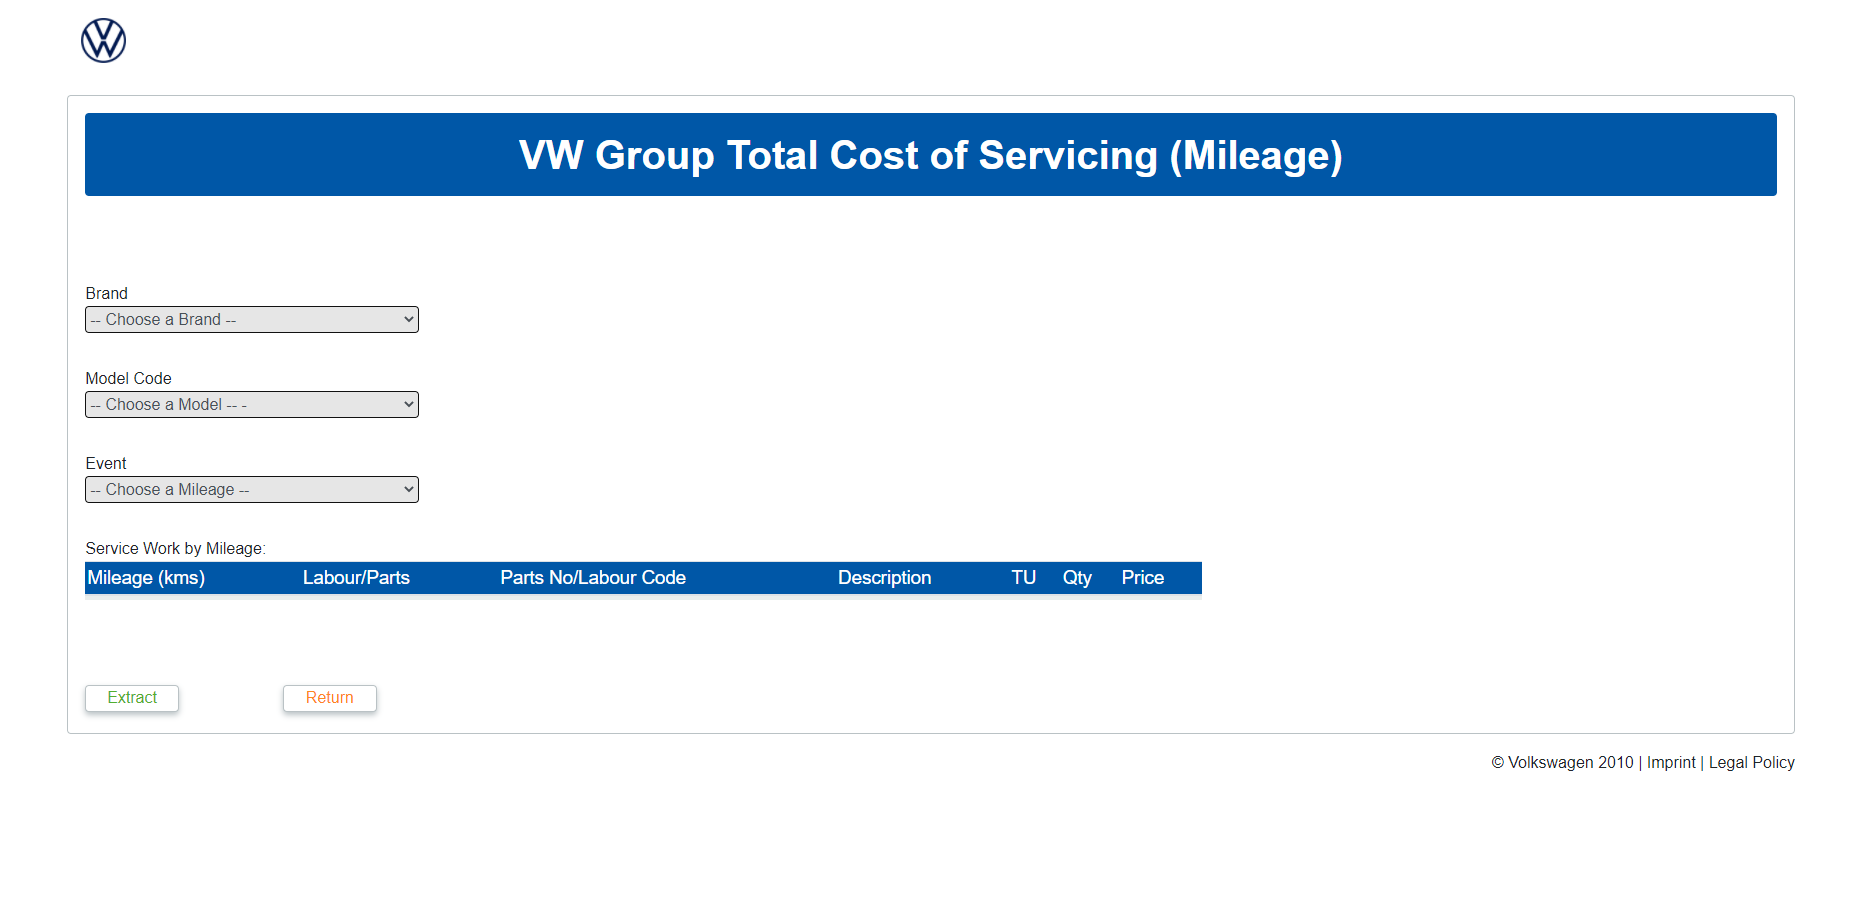 VW Group Total Cost of Servicing (Mileage)
Brand
-- Choose a Brand --
Model Code
-- Choose a Model -- -
Event
-- Choose a Mileage --
Service Work by Mileage:
Mileage (kms) Labour/Parts Parts No/Labour Code Description TU Qty Price
Extract Return
© Volkswagen 2010 | Imprint | Legal Policy